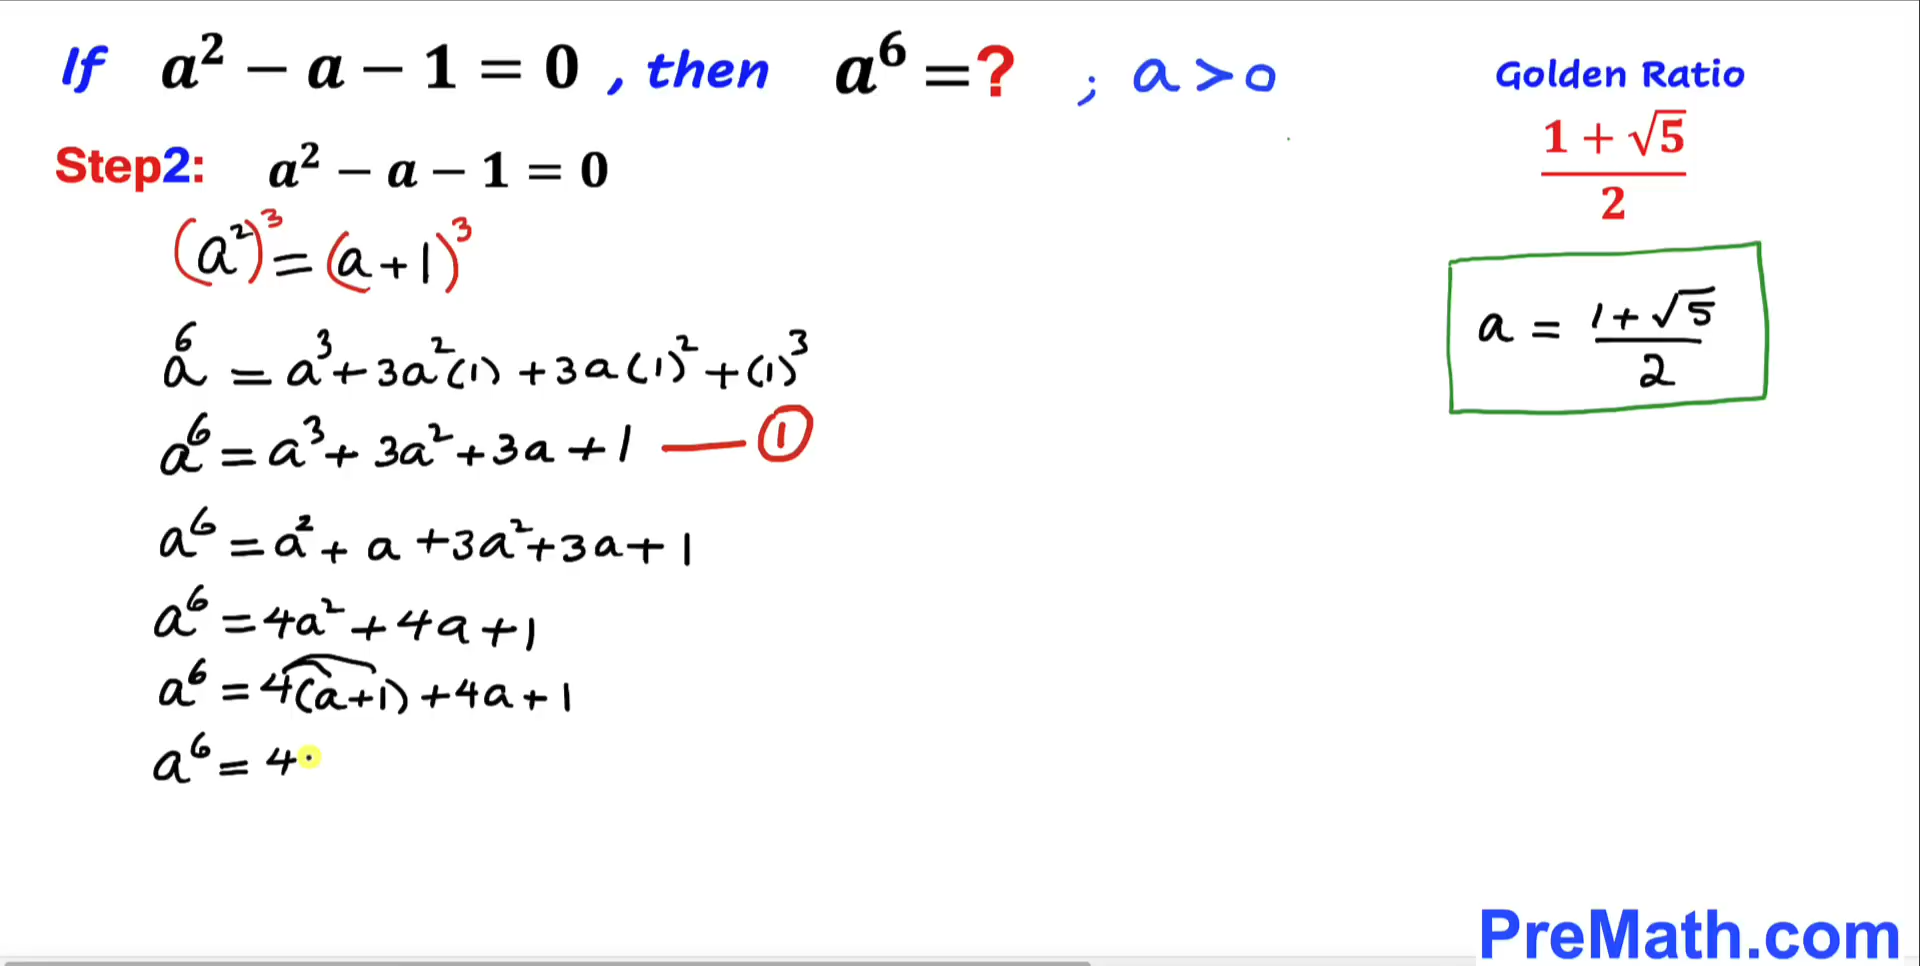 If a² − a − 1 = 0 , then a⁶ =? ; a > 0
Golden Ratio
(1 + √5)/2
Step2: a² − a − 1 = 0
(a²)³ = (a + 1)³
a = (1 + √5)/2
a⁶ = a³ + 3a²(1) + 3a(1)² + (1)³
a⁶ = a³ + 3a² + 3a + 1 — ①
a⁶ = a² + a + 3a² + 3a + 1
a⁶ = 4a² + 4a + 1
a⁶ = 4(a+1) + 4a + 1
a⁶ = 4
PreMath.com